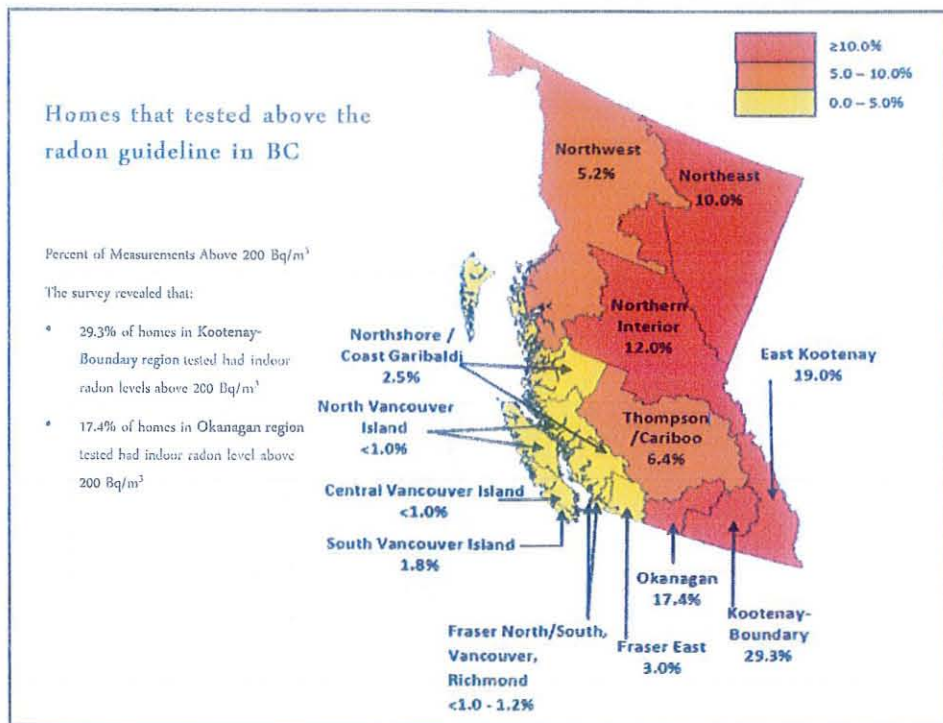 Homes that tested above the
radon guideline in BC
Percent of Measurements Above 200 Bq/m³
The survey revealed that:
• 29.3% of homes in Kootenay-
Boundary region tested had indoor
radon levels above 200 Bq/m³
• 17.4% of homes in Okanagan region
tested had indoor radon level above
200 Bq/m³
≥10.0%
5.0 – 10.0%
0.0 – 5.0%
Northwest
5.2%
Northeast
10.0%
Northern
Interior
12.0%
Northshore /
Coast Garibaldi
2.5%
East Kootenay
19.0%
North Vancouver
Island
<1.0%
Thompson
/Cariboo
6.4%
Central Vancouver Island
<1.0%
South Vancouver Island
1.8%
Okanagan
17.4%
Kootenay-
Boundary
29.3%
Fraser North/South,
Vancouver,
Richmond
<1.0 - 1.2%
Fraser East
3.0%